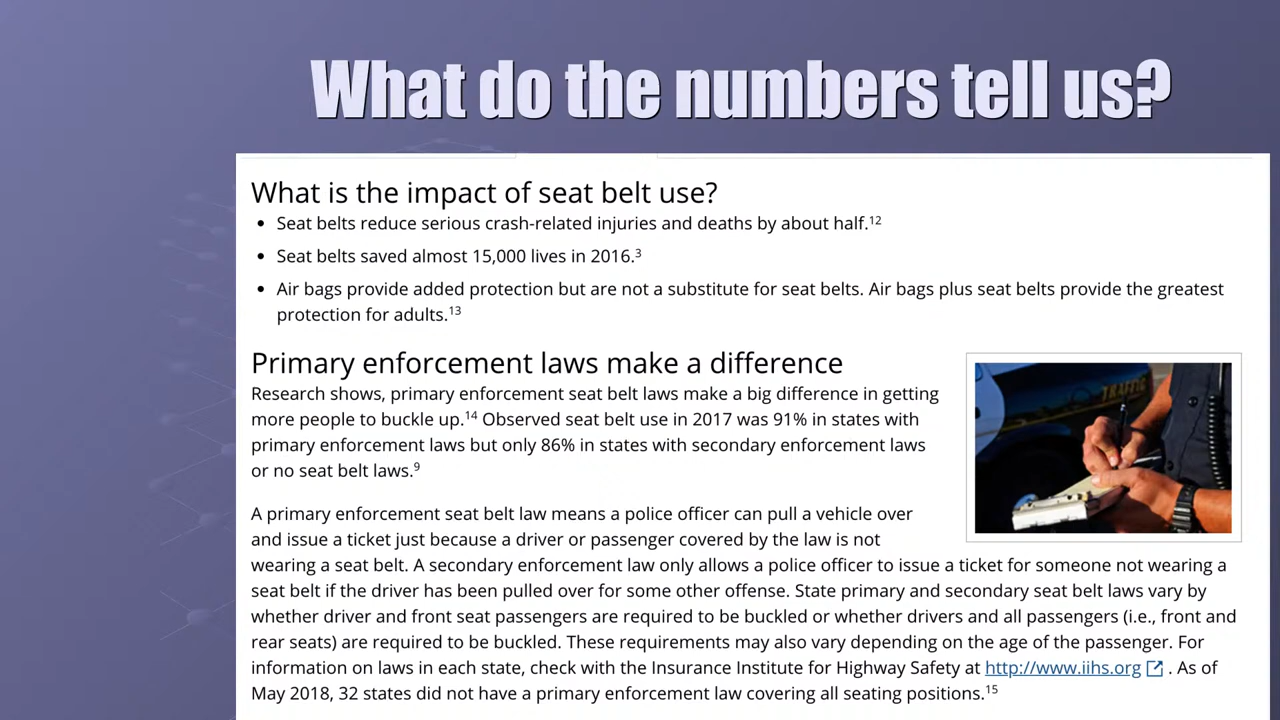 What do the numbers tell us?
What is the impact of seat belt use?
• Seat belts reduce serious crash-related injuries and deaths by about half.12
• Seat belts saved almost 15,000 lives in 2016.3
• Air bags provide added protection but are not a substitute for seat belts. Air bags plus seat belts provide the greatest
protection for adults.13
Primary enforcement laws make a difference
Research shows, primary enforcement seat belt laws make a big difference in getting
more people to buckle up.14 Observed seat belt use in 2017 was 91% in states with
primary enforcement laws but only 86% in states with secondary enforcement laws
or no seat belt laws.9
TRAFFIC
A primary enforcement seat belt law means a police officer can pull a vehicle over
and issue a ticket just because a driver or passenger covered by the law is not
wearing a seat belt. A secondary enforcement law only allows a police officer to issue a ticket for someone not wearing a
seat belt if the driver has been pulled over for some other offense. State primary and secondary seat belt laws vary by
whether driver and front seat passengers are required to be buckled or whether drivers and all passengers (i.e., front and
rear seats) are required to be buckled. These requirements may also vary depending on the age of the passenger. For
information on laws in each state, check with the Insurance Institute for Highway Safety at http://www.iihs.org . As of
May 2018, 32 states did not have a primary enforcement law covering all seating positions.15